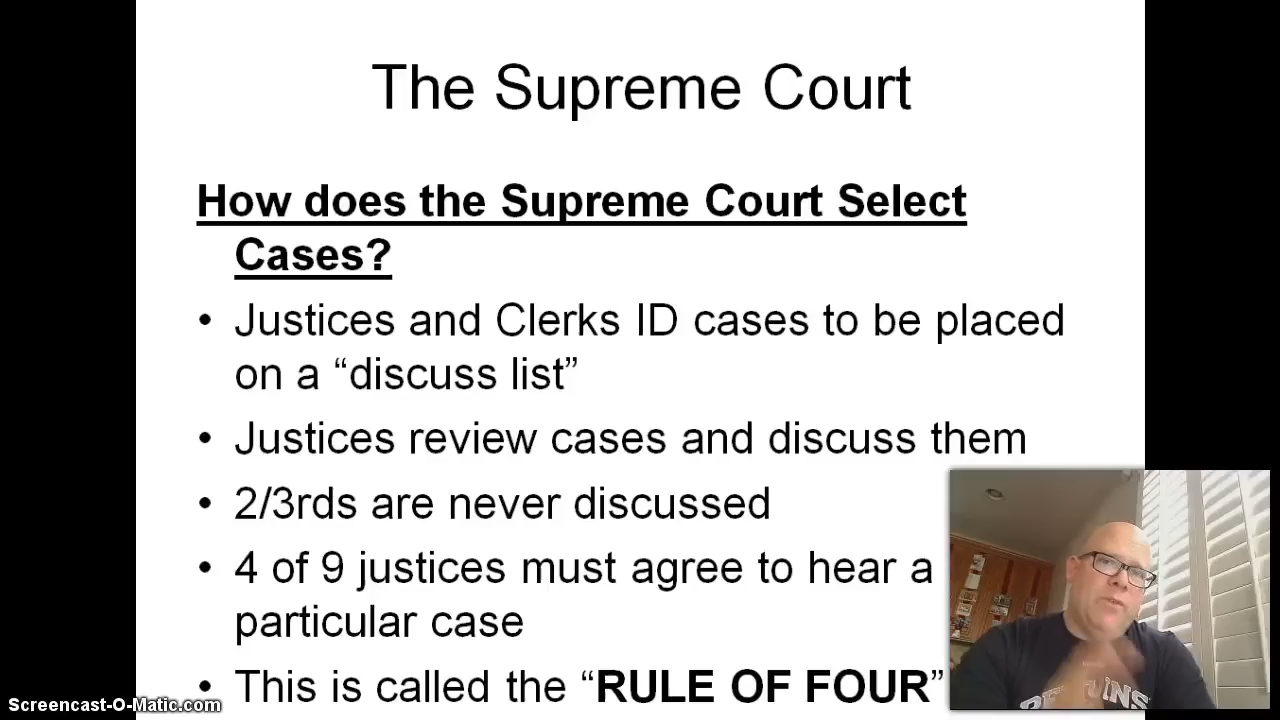 The Supreme Court
How does the Supreme Court Select
Cases?
• Justices and Clerks ID cases to be placed
on a “discuss list”
• Justices review cases and discuss them
• 2/3rds are never discussed
• 4 of 9 justices must agree to hear a
particular case
• This is called the “RULE OF FOUR”
Screencast-O-Matic.com